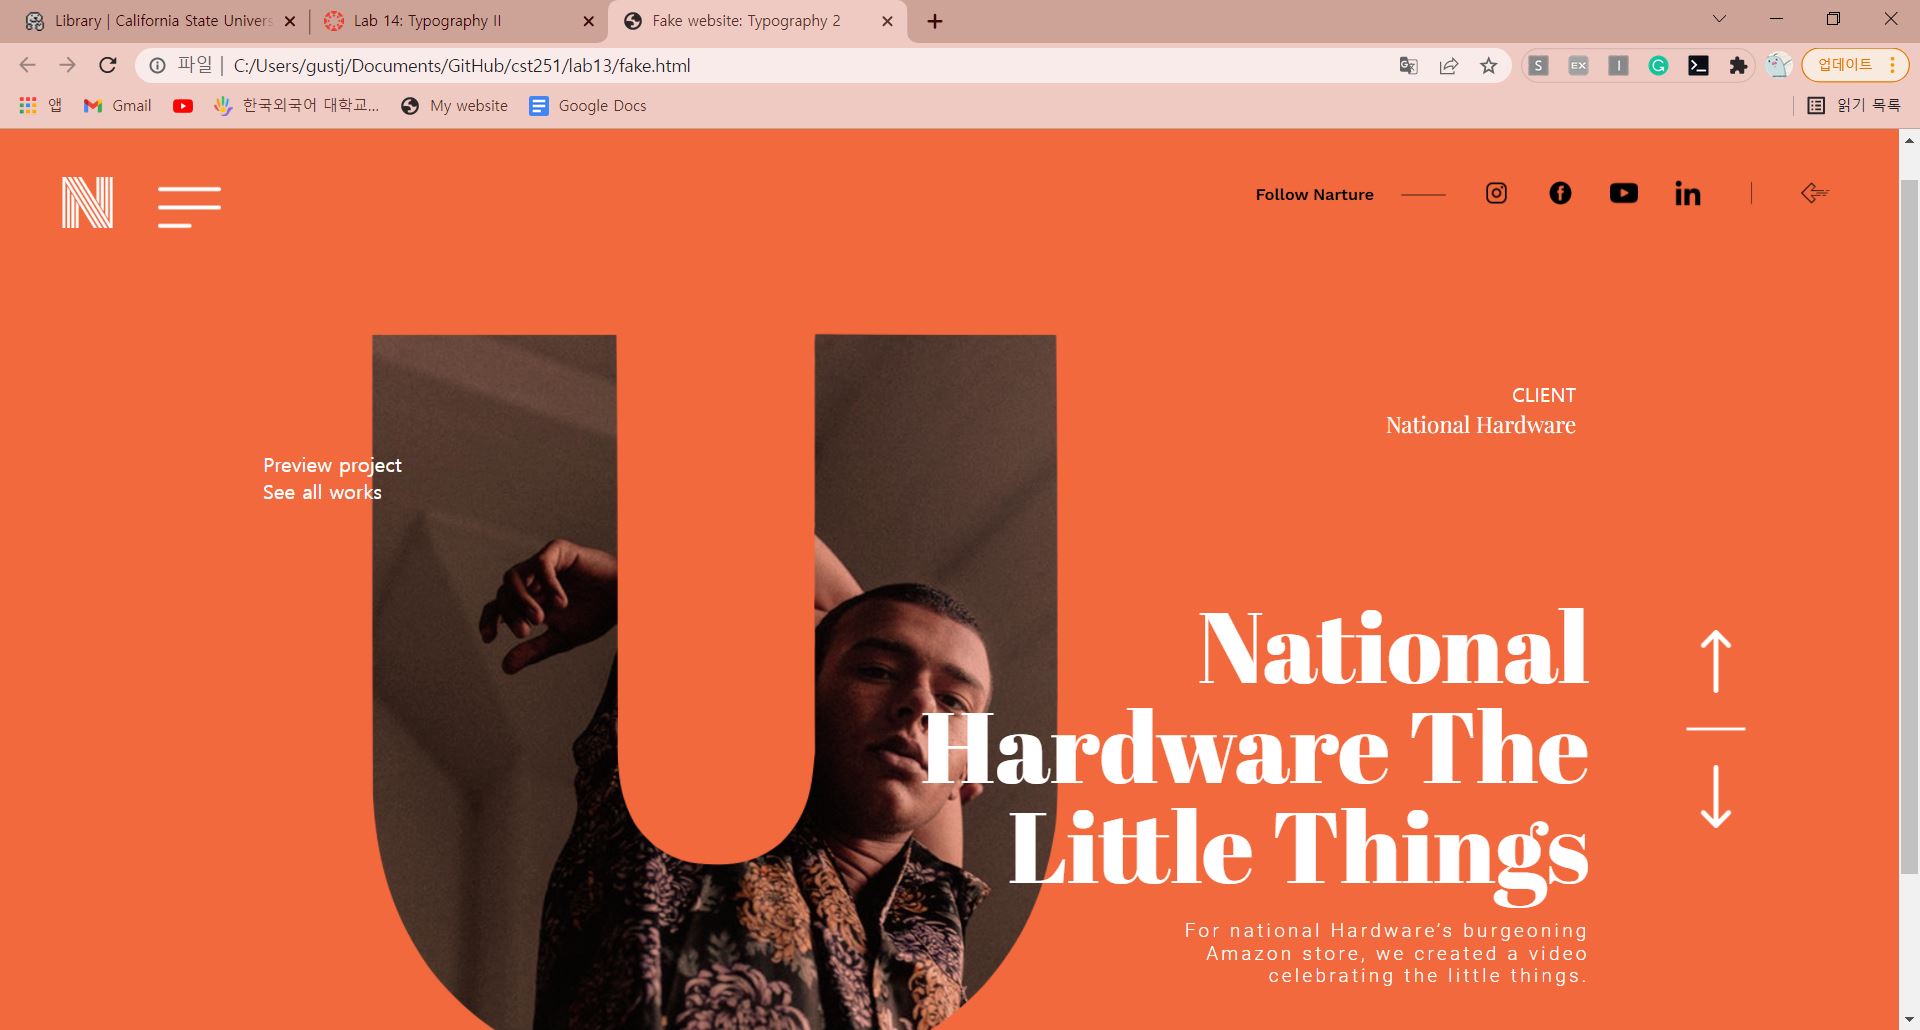 Library | California State Univers
Lab 14: Typography II
Fake website: Typography 2
파일 | C:/Users/gustj/Documents/GitHub/cst251/lab13/fake.html
S
EX
I
업데이트
앱
Gmail
한국외국어 대학교...
My website
Google Docs
읽기 목록
N
Follow Narture
CLIENT
National Hardware
Preview project
See all works
U
National
Hardware The
Little Things
For national Hardware's burgeoning
Amazon store, we created a video
celebrating the little things.